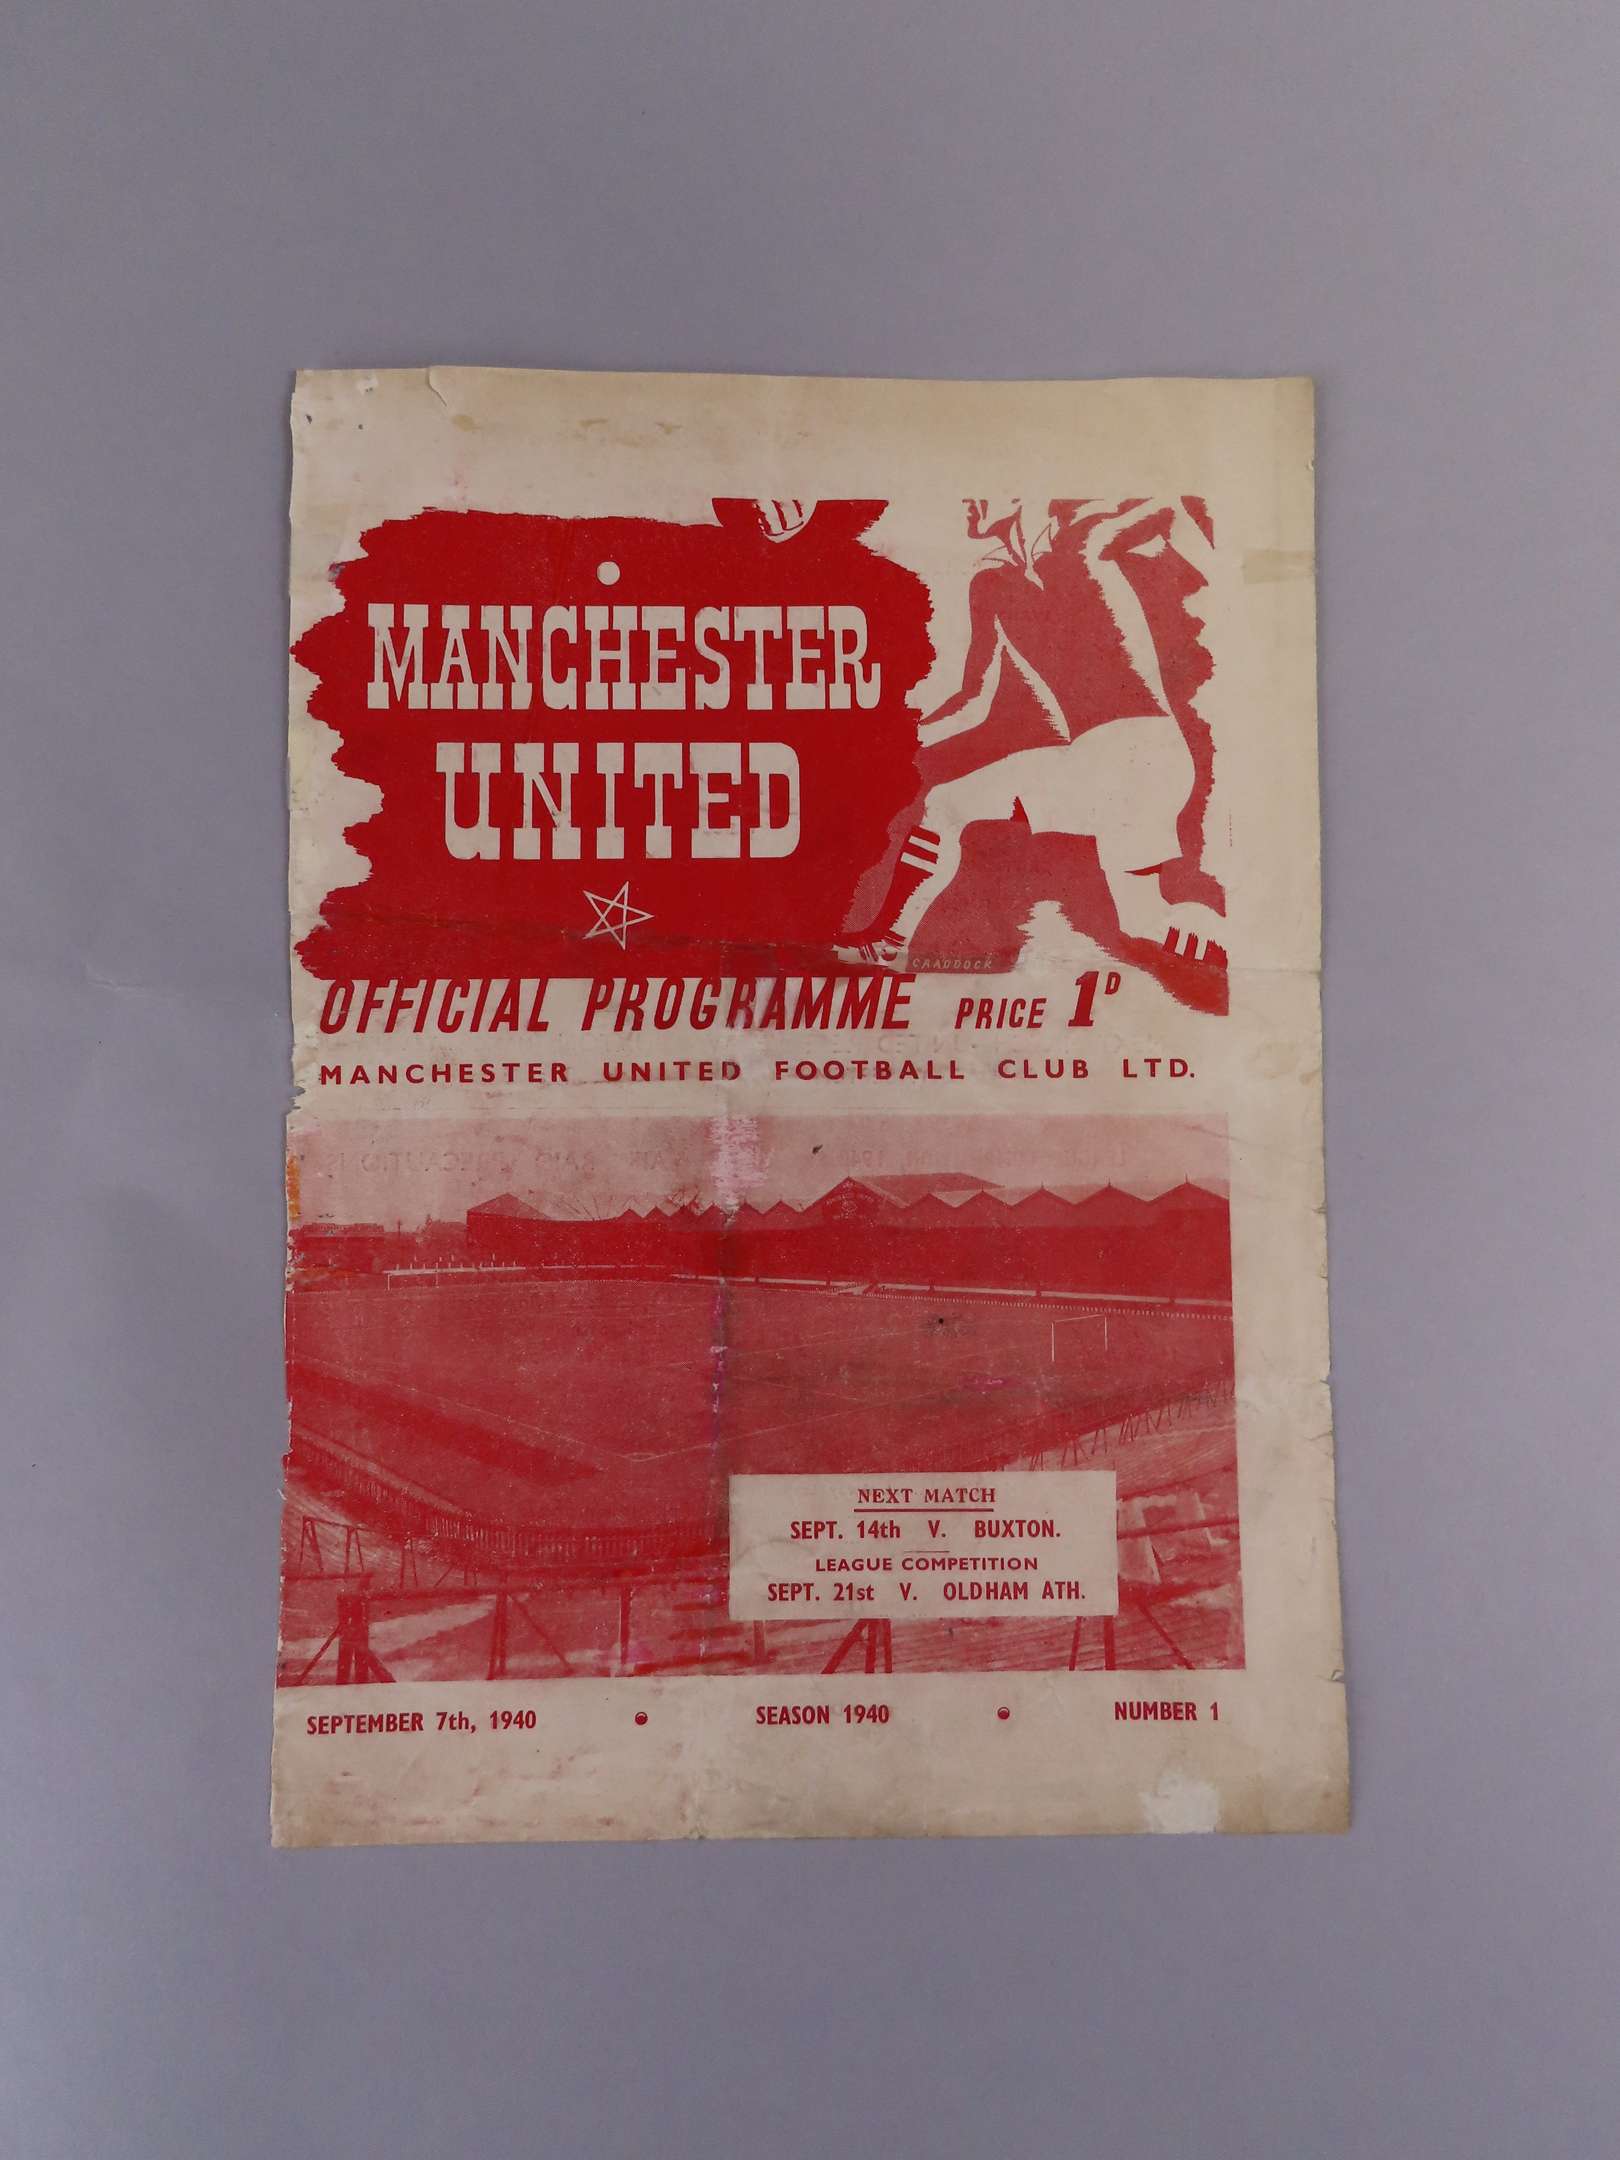 MANCHESTER
UNITED
CRADDOCK
OFFICIAL PROGRAMME PRICE 1D
MANCHESTER UNITED FOOTBALL CLUB LTD.
NEXT MATCH
SEPT. 14th V. BUXTON.
LEAGUE COMPETITION
SEPT. 21st V. OLDHAM ATH.
SEPTEMBER 7th, 1940 • SEASON 1940 • NUMBER 1